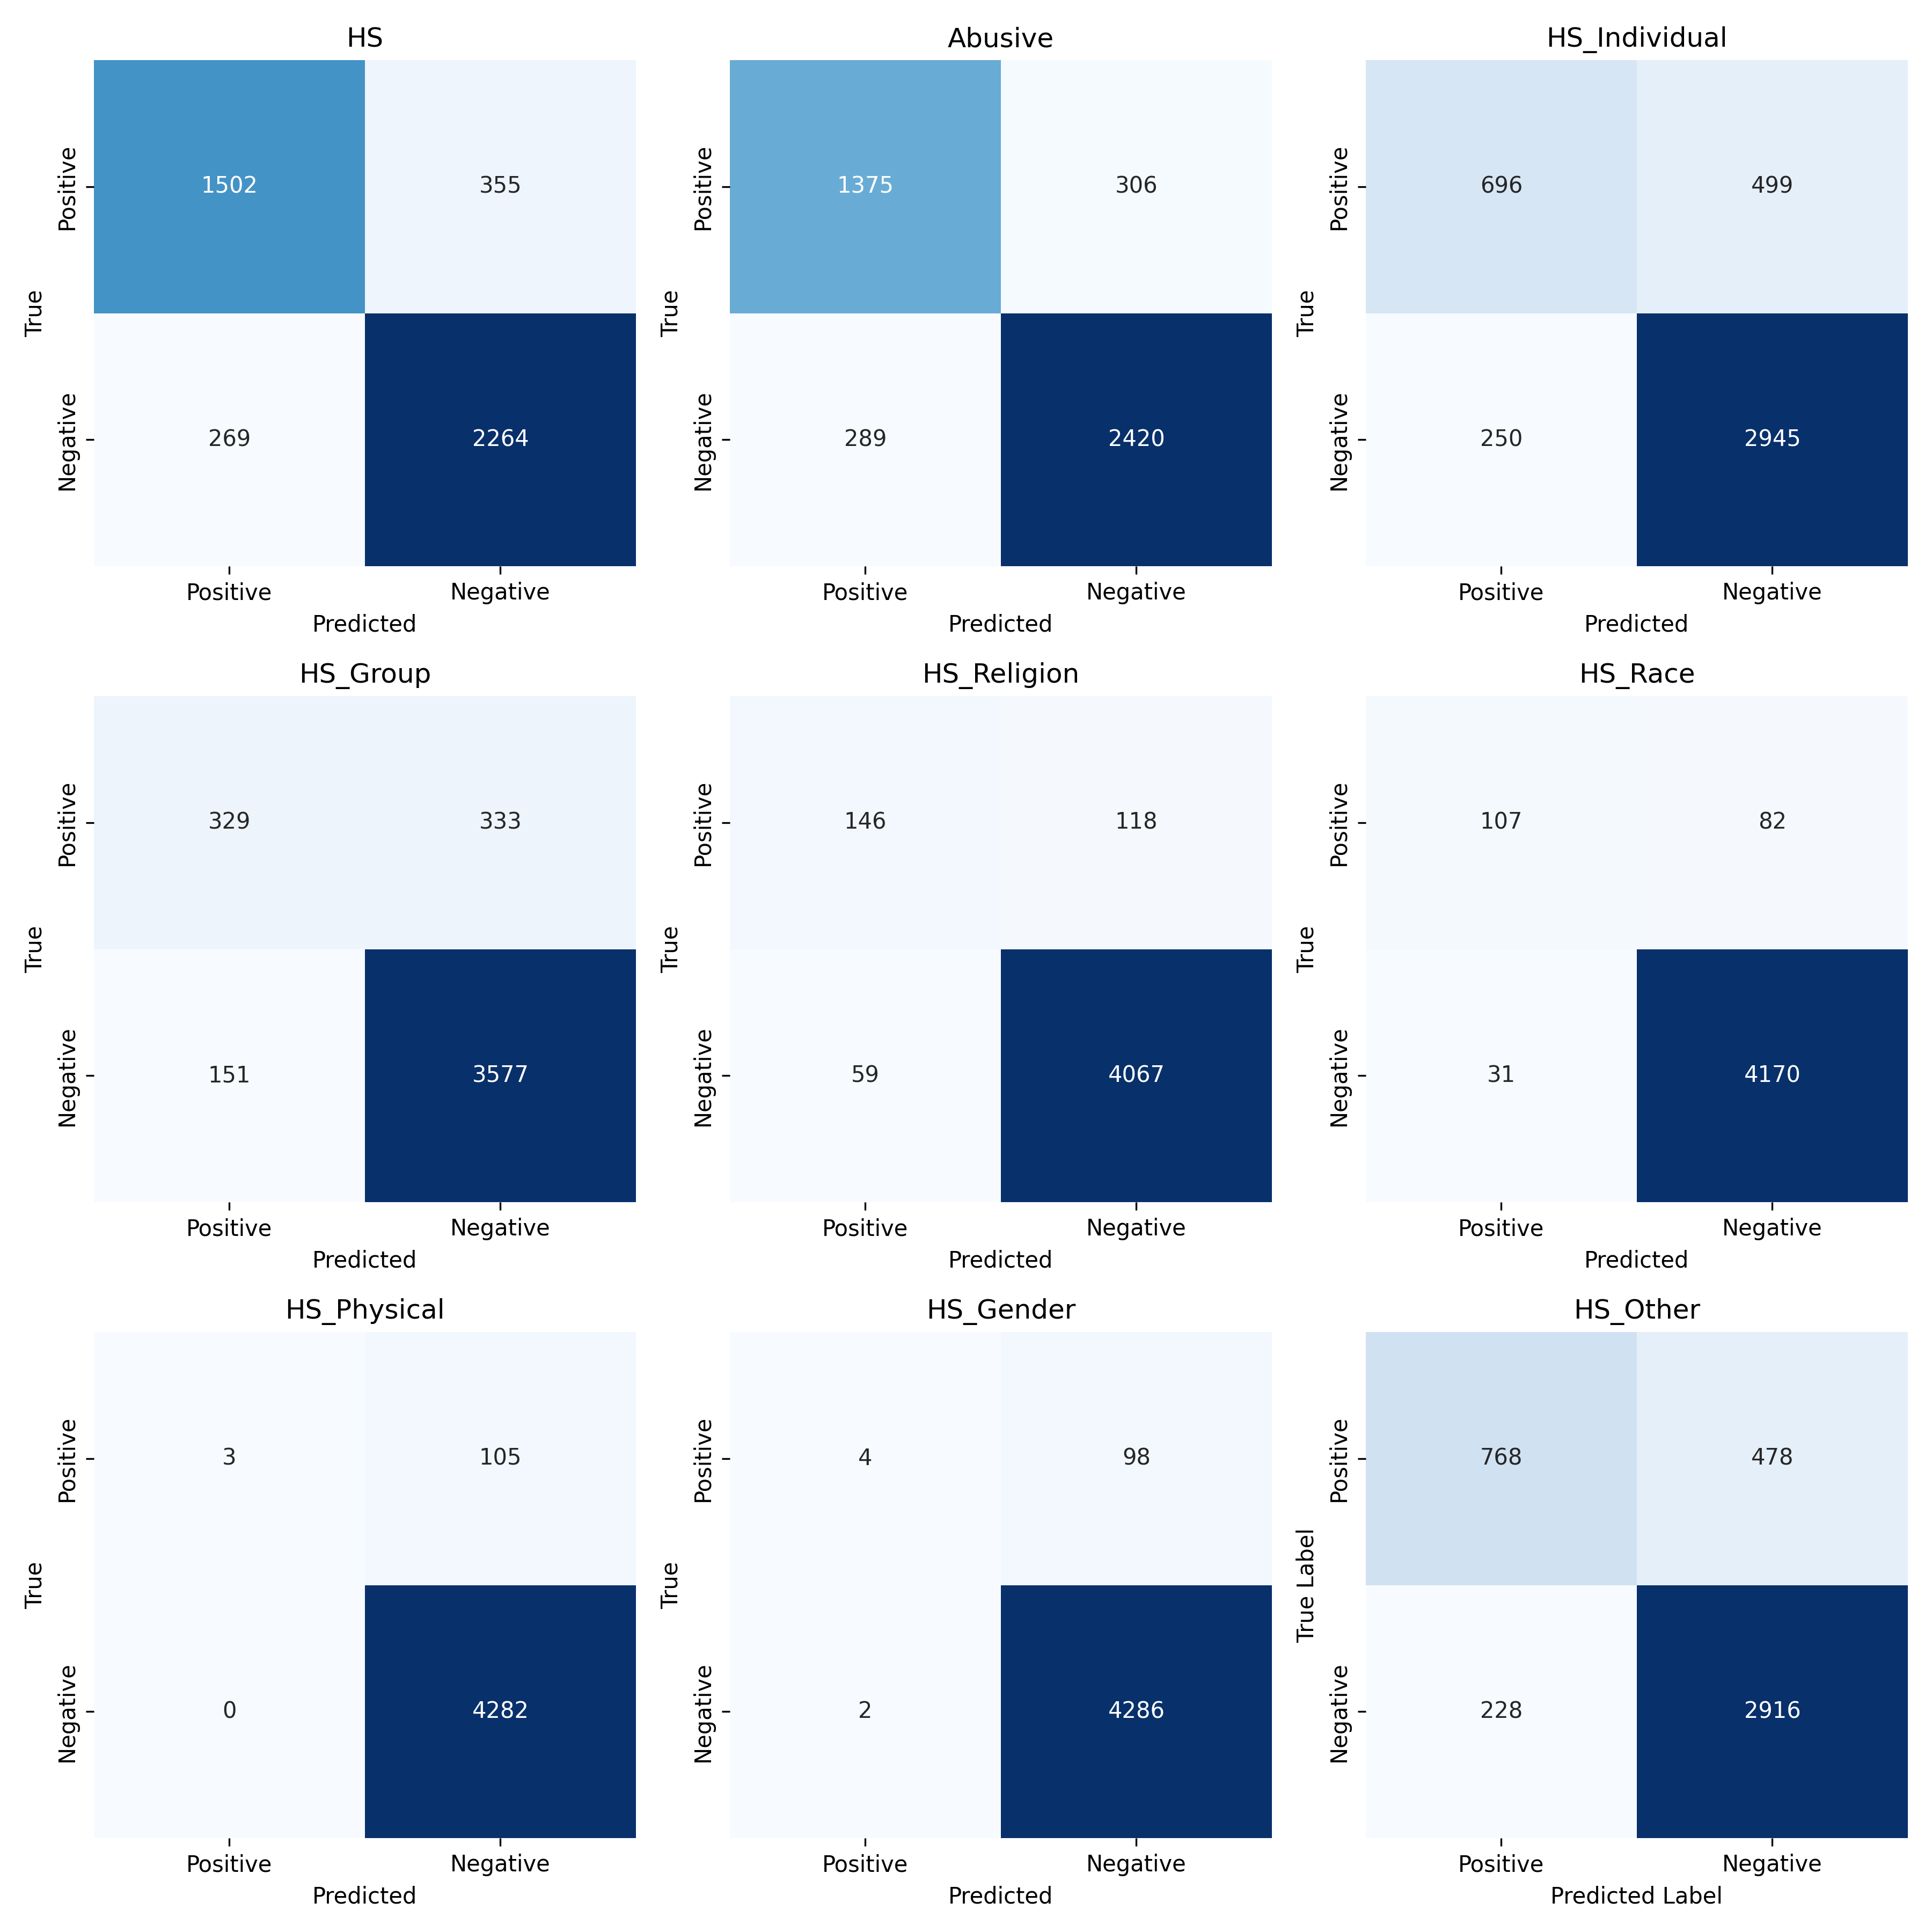 HS
Positive
1502 355
True
Negative
269 2264
Positive Negative
Predicted
Abusive
Positive
1375 306
True
Negative
289 2420
Positive Negative
Predicted
HS_Individual
Positive
696 499
True
Negative
250 2945
Positive Negative
Predicted
HS_Group
Positive
329 333
True
Negative
151 3577
Positive Negative
Predicted
HS_Religion
Positive
146 118
True
Negative
59 4067
Positive Negative
Predicted
HS_Race
Positive
107 82
True
Negative
31 4170
Positive Negative
Predicted
HS_Physical
Positive
3 105
True
Negative
0 4282
Positive Negative
Predicted
HS_Gender
Positive
4 98
True
Negative
2 4286
Positive Negative
Predicted
HS_Other
Positive
768 478
True Label
Negative
228 2916
Positive Negative
Predicted Label